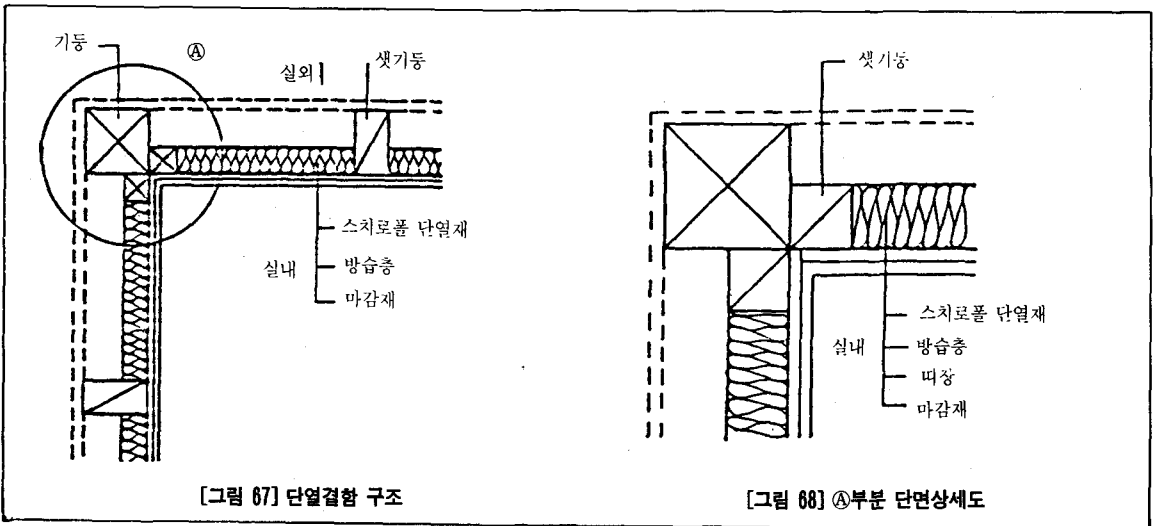 기둥
Ⓐ
실외
샛기둥
스치로폴 단열재
실내
방습층
마감재
[그림 67] 단열결함 구조
샛기둥
스치로폴 단열재
실내
방습층
띠장
마감재
[그림 68] Ⓐ부분 단면상세도